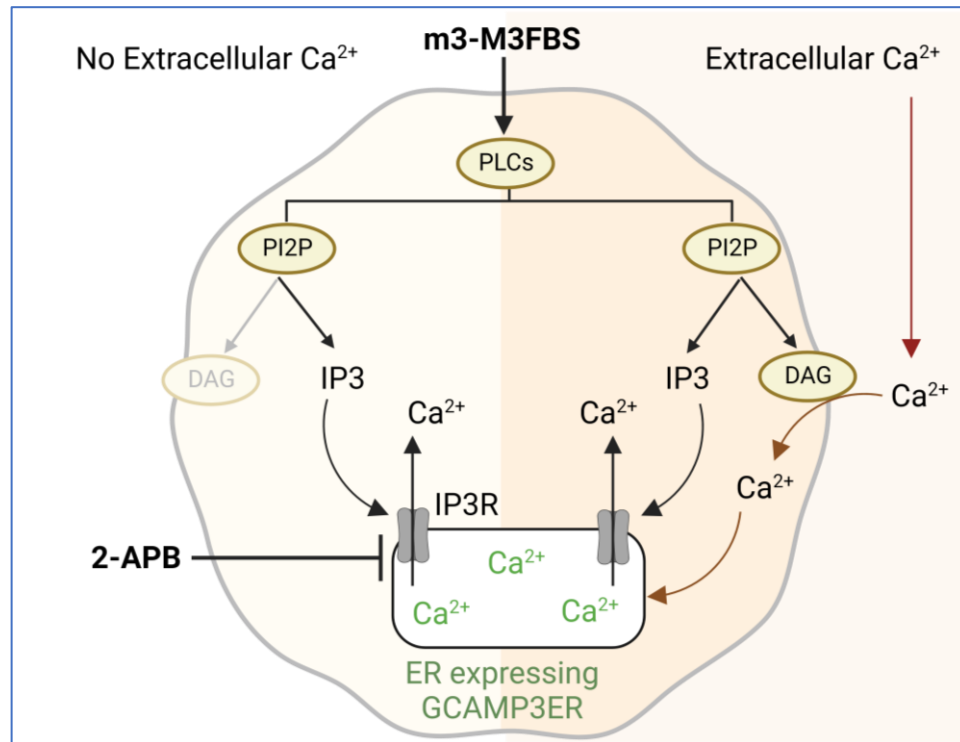 m3-M3FBS
No Extracellular Ca²⁺
Extracellular Ca²⁺
PLCs
PI2P
PI2P
DAG
IP3
IP3
DAG
Ca²⁺
Ca²⁺
Ca²⁺
Ca²⁺
IP3R
2-APB
Ca²⁺
Ca²⁺
Ca²⁺
ER expressing
GCAMP3ER